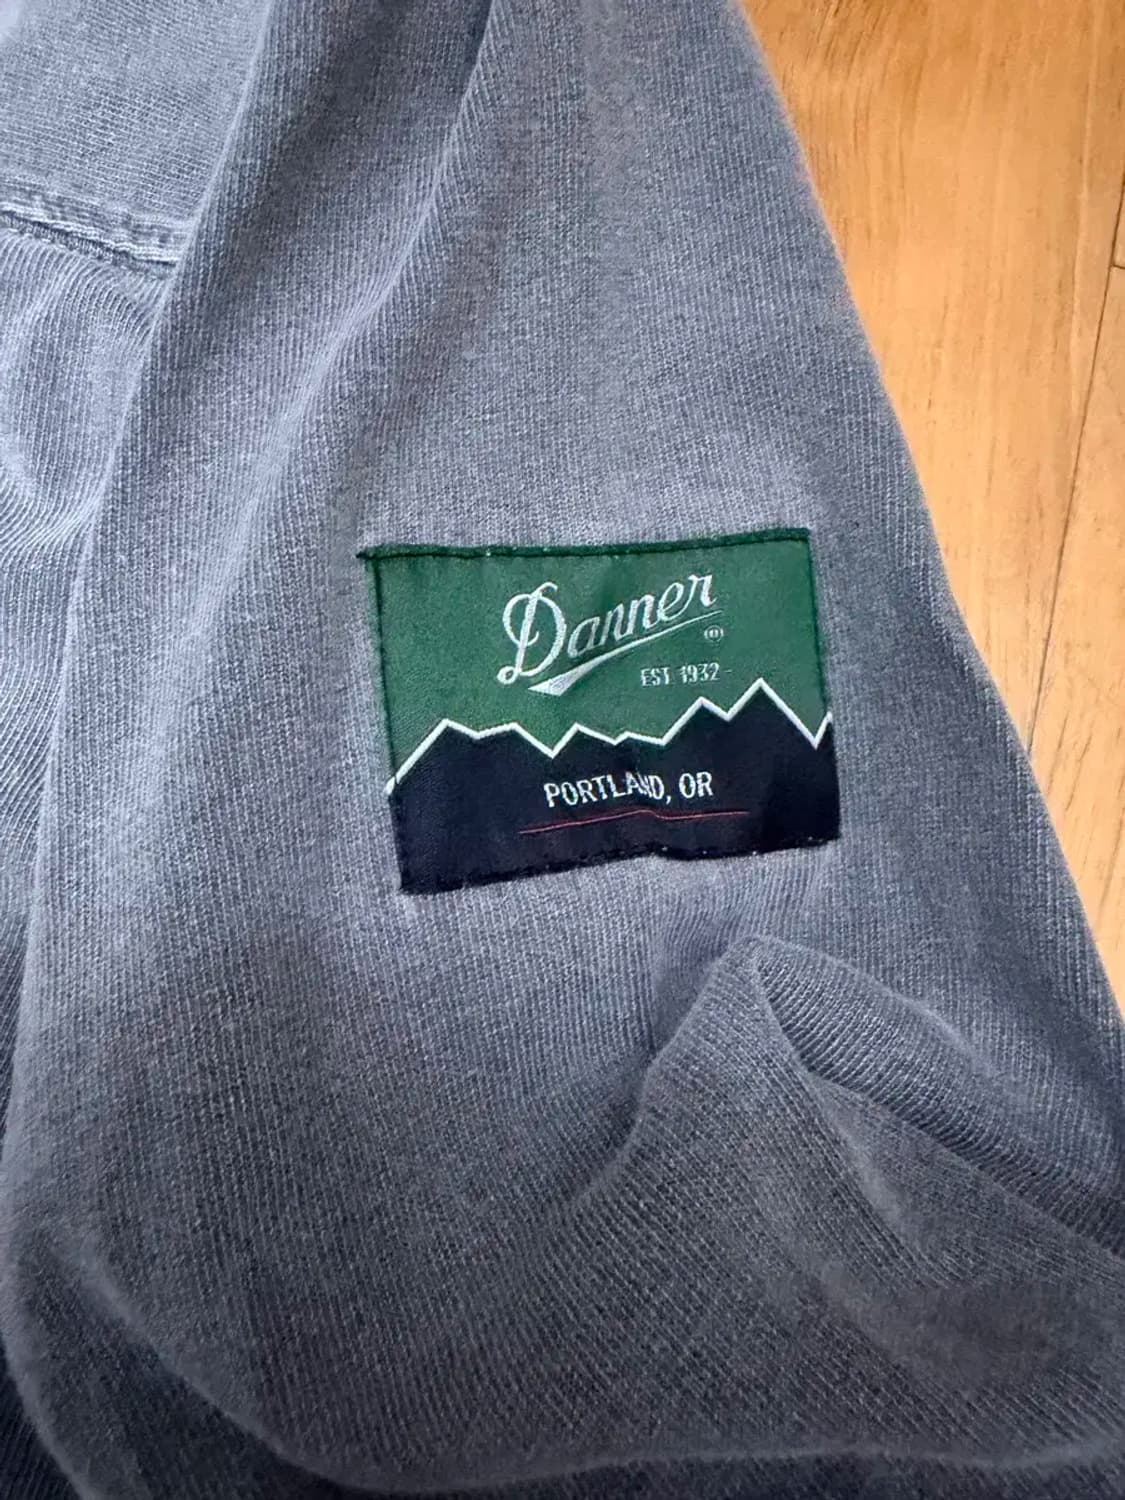 Danner
®
EST 1932
PORTLAND, OR